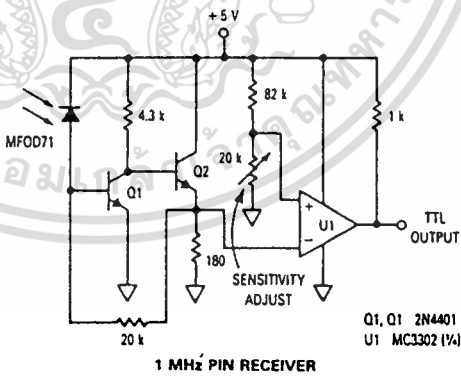 +5 V
82 k
4.3 k
1 k
MFOD71
20 k
Q2
Q1
+
U1
−
TTL
OUTPUT
180
SENSITIVITY
ADJUST
20 k
Q1, Q1 2N4401
U1 MC3302 (¼)
1 MHz PIN RECEIVER